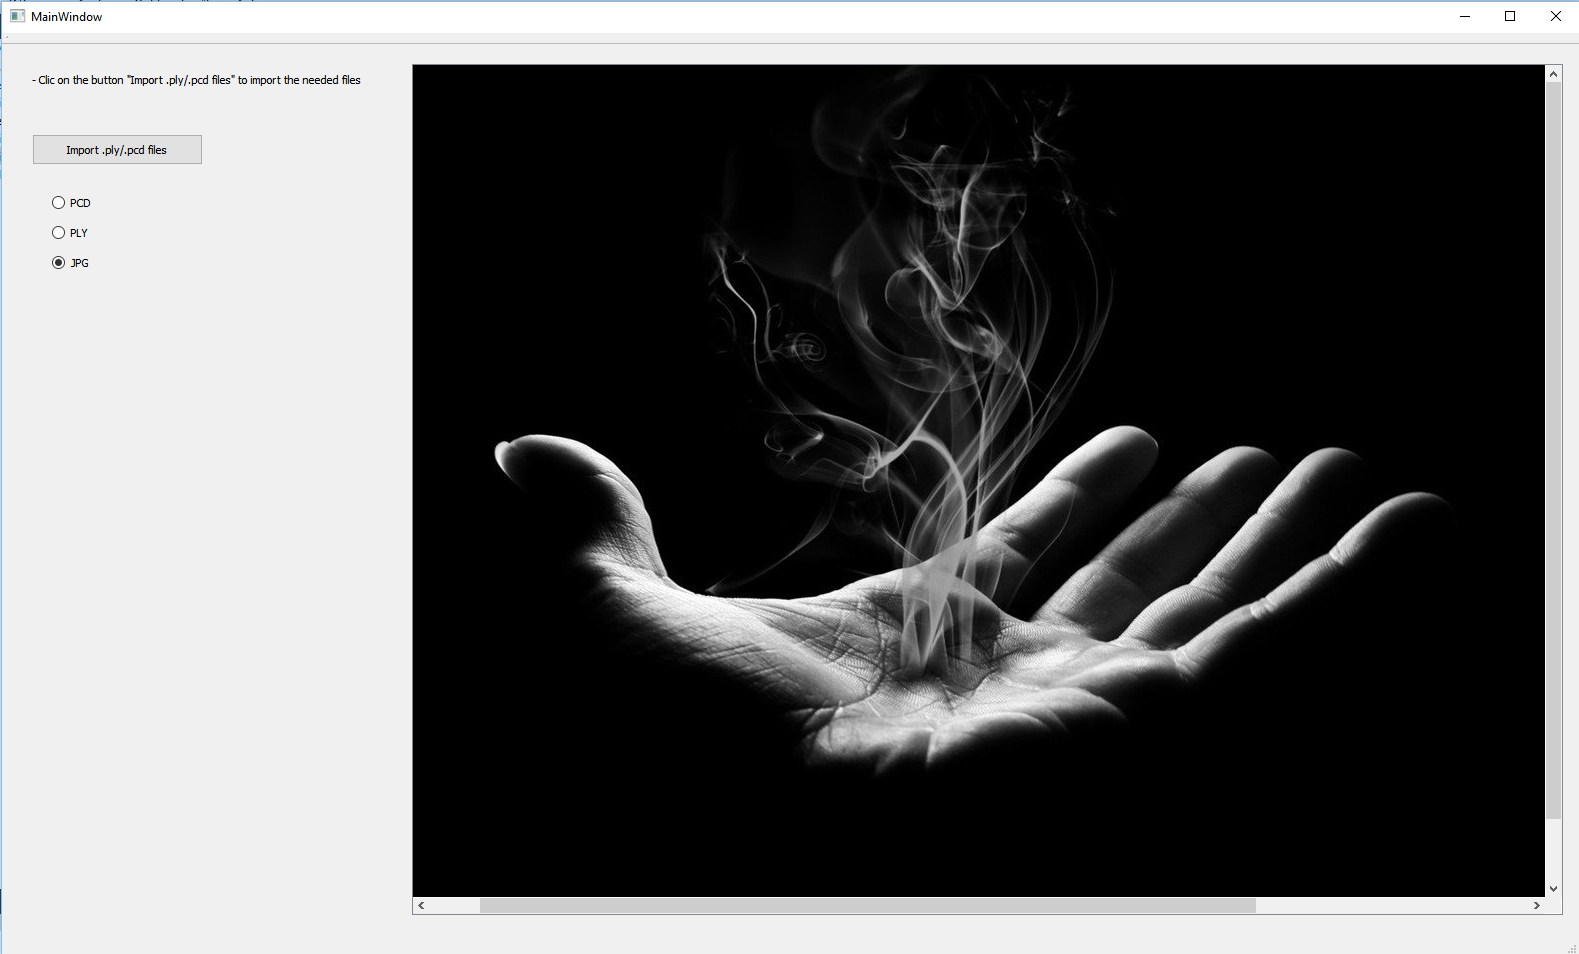 MainWindow
- Clic on the button "Import .ply/.pcd files" to import the needed files
Import .ply/.pcd files
PCD
PLY
JPG